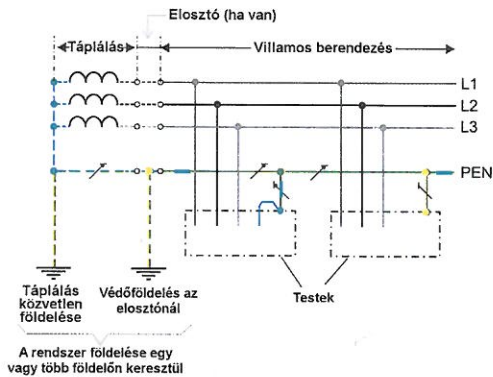 Elosztó (ha van)
Táplálás
Villamos berendezés
L1
L2
L3
PEN
Táplálás
közvetlen
földelése
Védőföldelés az
elosztónál
Testek
A rendszer földelése egy
vagy több földelőn keresztül